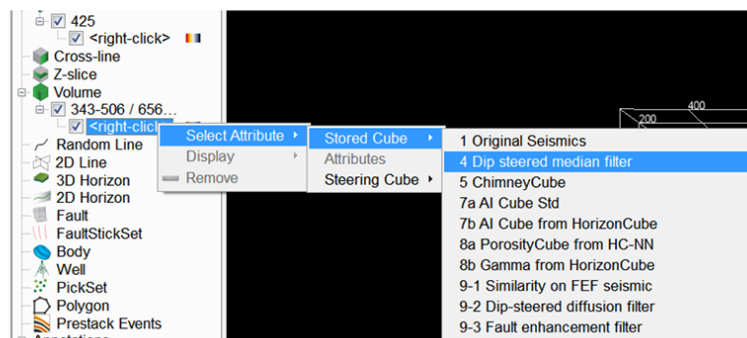 425
<right-click>
Cross-line
Z-slice
Volume
343-506 / 656...
<right-click
Random Line
2D Line
3D Horizon
2D Horizon
Fault
FaultStickSet
Body
Well
PickSet
Polygon
Prestack Events
Select Attribute
Display
Remove
Stored Cube
Attributes
Steering Cube
1 Original Seismics
4 Dip steered median filter
5 ChimneyCube
7a AI Cube Std
7b AI Cube from HorizonCube
8a PorosityCube from HC-NN
8b Gamma from HorizonCube
9-1 Similarity on FEF seismic
9-2 Dip-steered diffusion filter
9-3 Fault enhancement filter
200
400